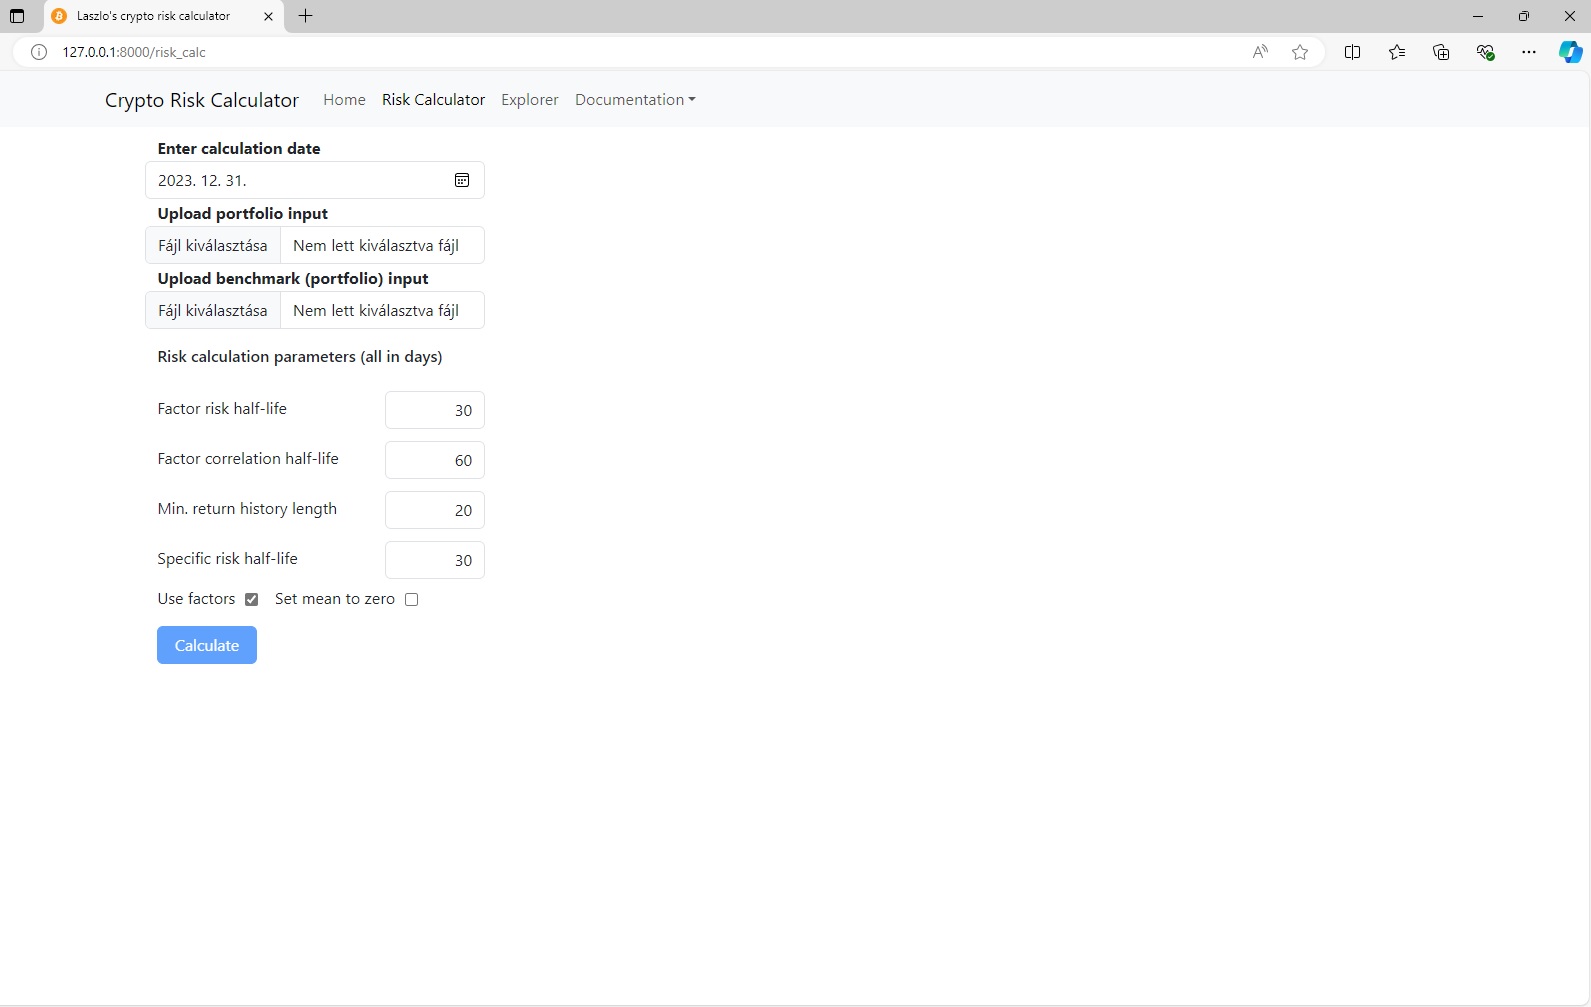 Laszlo's crypto risk calculator
127.0.0.1:8000/risk_calc
Crypto Risk Calculator Home Risk Calculator Explorer Documentation
Enter calculation date
2023. 12. 31.
Upload portfolio input
Fájl kiválasztása Nem lett kiválasztva fájl
Upload benchmark (portfolio) input
Fájl kiválasztása Nem lett kiválasztva fájl
Risk calculation parameters (all in days)
Factor risk half-life 30
Factor correlation half-life 60
Min. return history length 20
Specific risk half-life 30
Use factors Set mean to zero
Calculate